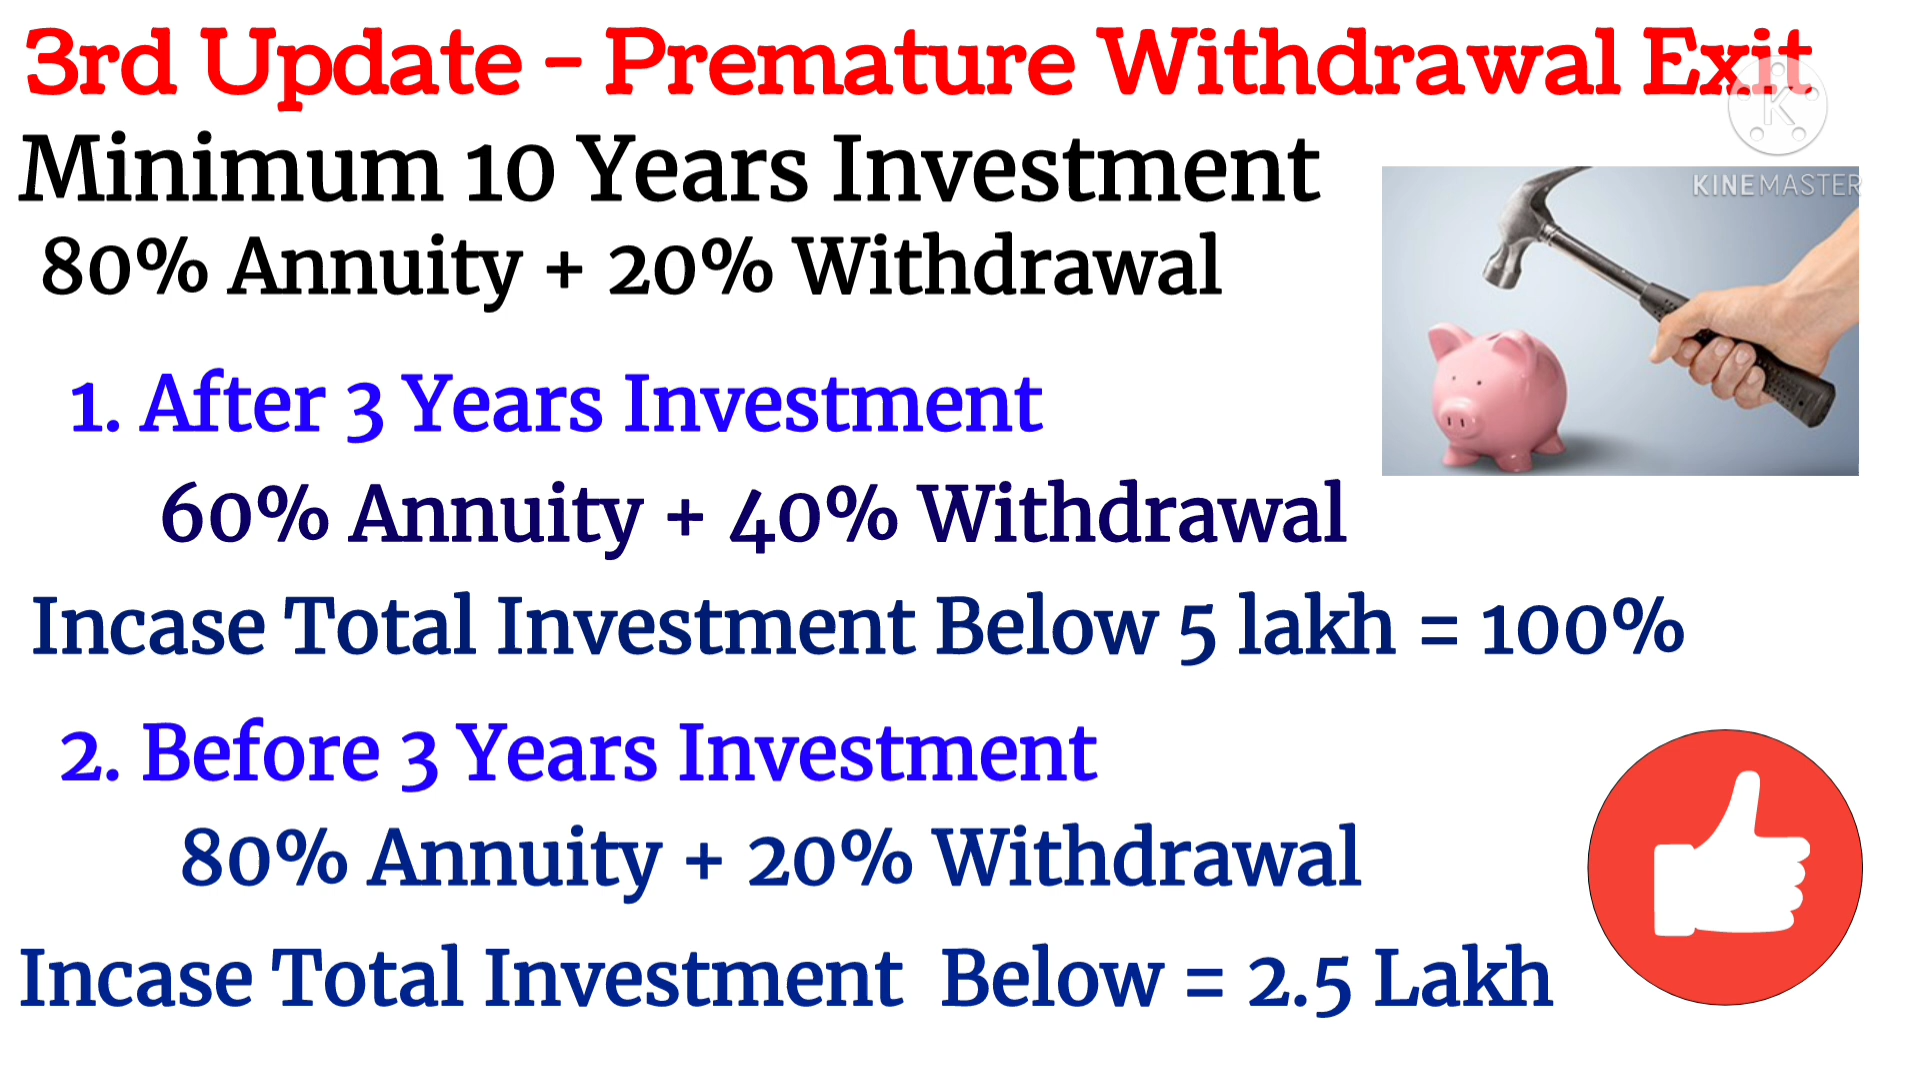 3rd Update - Premature Withdrawal Exit
Minimum 10 Years Investment
KINEMASTER
80% Annuity + 20% Withdrawal
1. After 3 Years Investment
60% Annuity + 40% Withdrawal
Incase Total Investment Below 5 lakh = 100%
2. Before 3 Years Investment
80% Annuity + 20% Withdrawal
Incase Total Investment Below = 2.5 Lakh